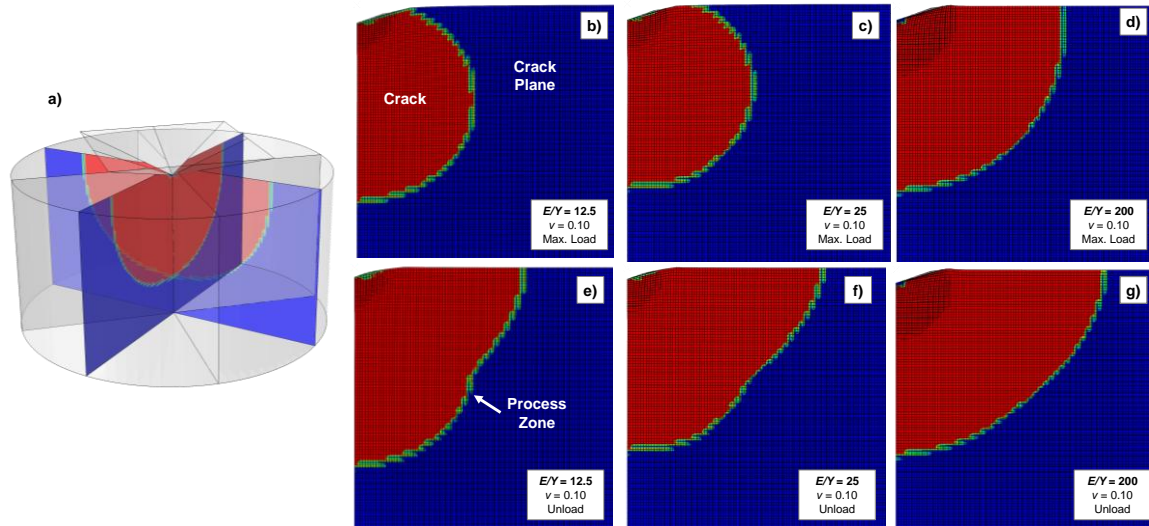 a)
b)
Crack
Crack
Plane
E/Y = 12.5
v = 0.10
Max. Load
c)
E/Y = 25
v = 0.10
Max. Load
d)
E/Y = 200
v = 0.10
Max. Load
e)
Process
Zone
E/Y = 12.5
v = 0.10
Unload
f)
E/Y = 25
v = 0.10
Unload
g)
E/Y = 200
v = 0.10
Unload